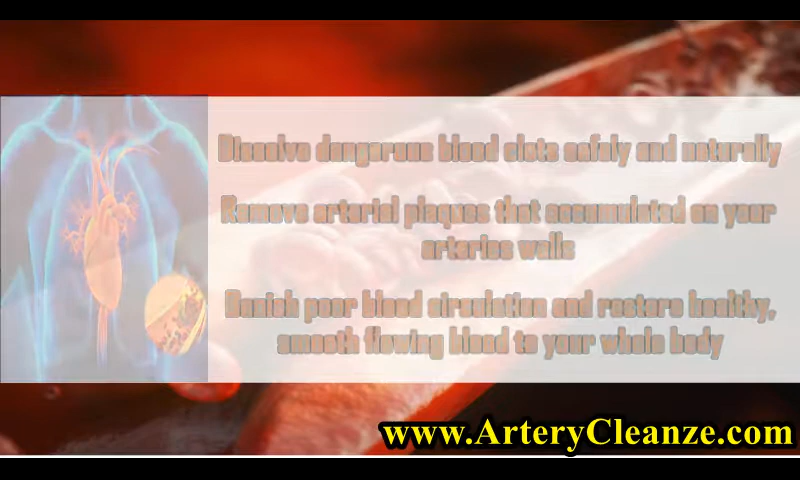 Dissolve dangerous blood clots safely and naturally
Remove arterial plaques that accumulated on your
arteries walls
Banish poor blood circulation and restore healthy,
smooth flowing blood to your whole body
www.ArteryCleanze.com